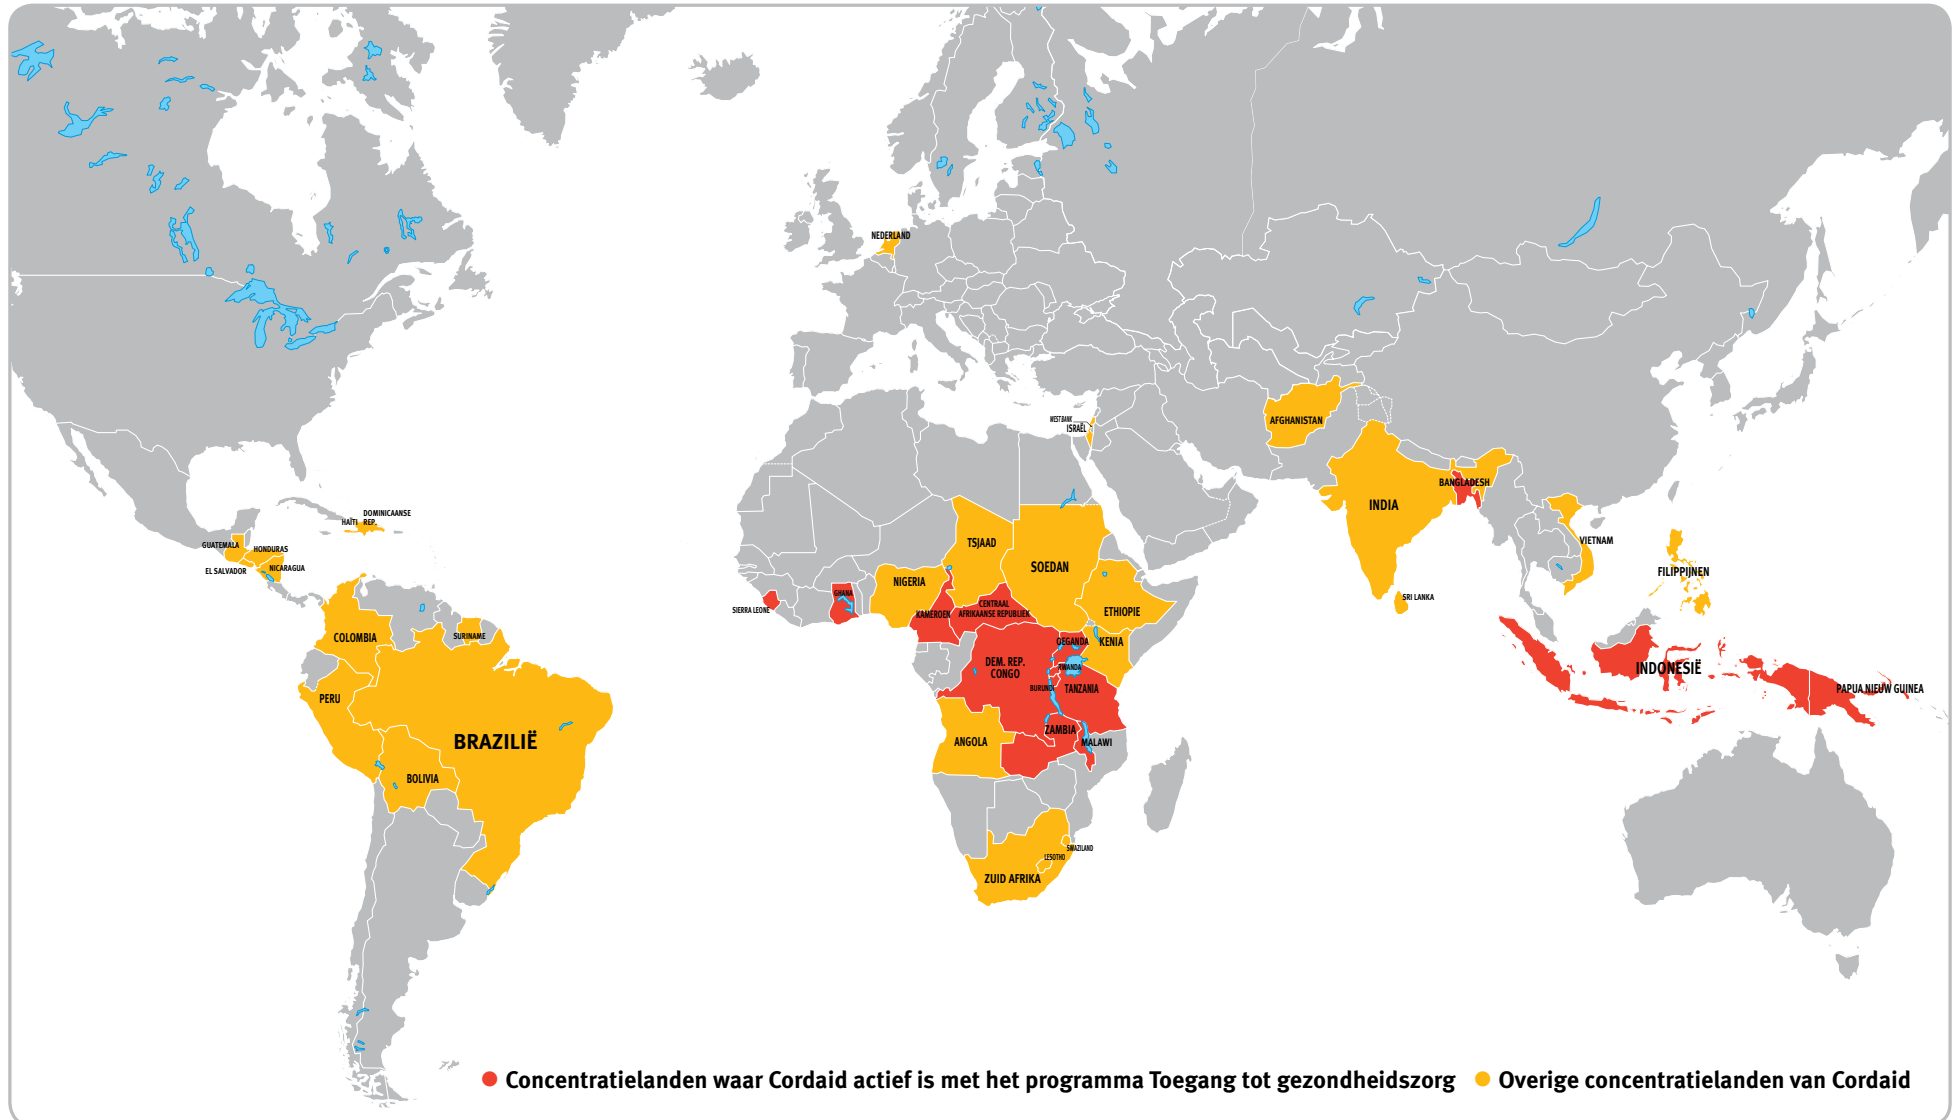 NEDERLAND
WESTBANK
ISRAËL
AFGHANISTAN
BANGLADESH
INDIA
VIETNAM
FILIPPIJNEN
SRI LANKA
DOMINICAANSE
HAÏTI REP.
GUATEMALA
HONDURAS
EL SALVADOR
NICARAGUA
COLOMBIA
SURINAME
PERU
BRAZILIË
BOLIVIA
TSJAAD
SOEDAN
NIGERIA
GHANA
SIERRA LEONE
KAMEROEN
CENTRAAL
AFRIKAANSE REPUBLIEK
ETHIOPIE
OEGANDA
KENIA
DEM. REP.
CONGO
RWANDA
BURUNDI
TANZANIA
ANGOLA
ZAMBIA
MALAWI
SWAZILAND
LESOTHO
ZUID AFRIKA
INDONESIË
PAPUA NIEUW GUINEA
Concentratielanden waar Cordaid actief is met het programma Toegang tot gezondheidszorg
Overige concentratielanden van Cordaid